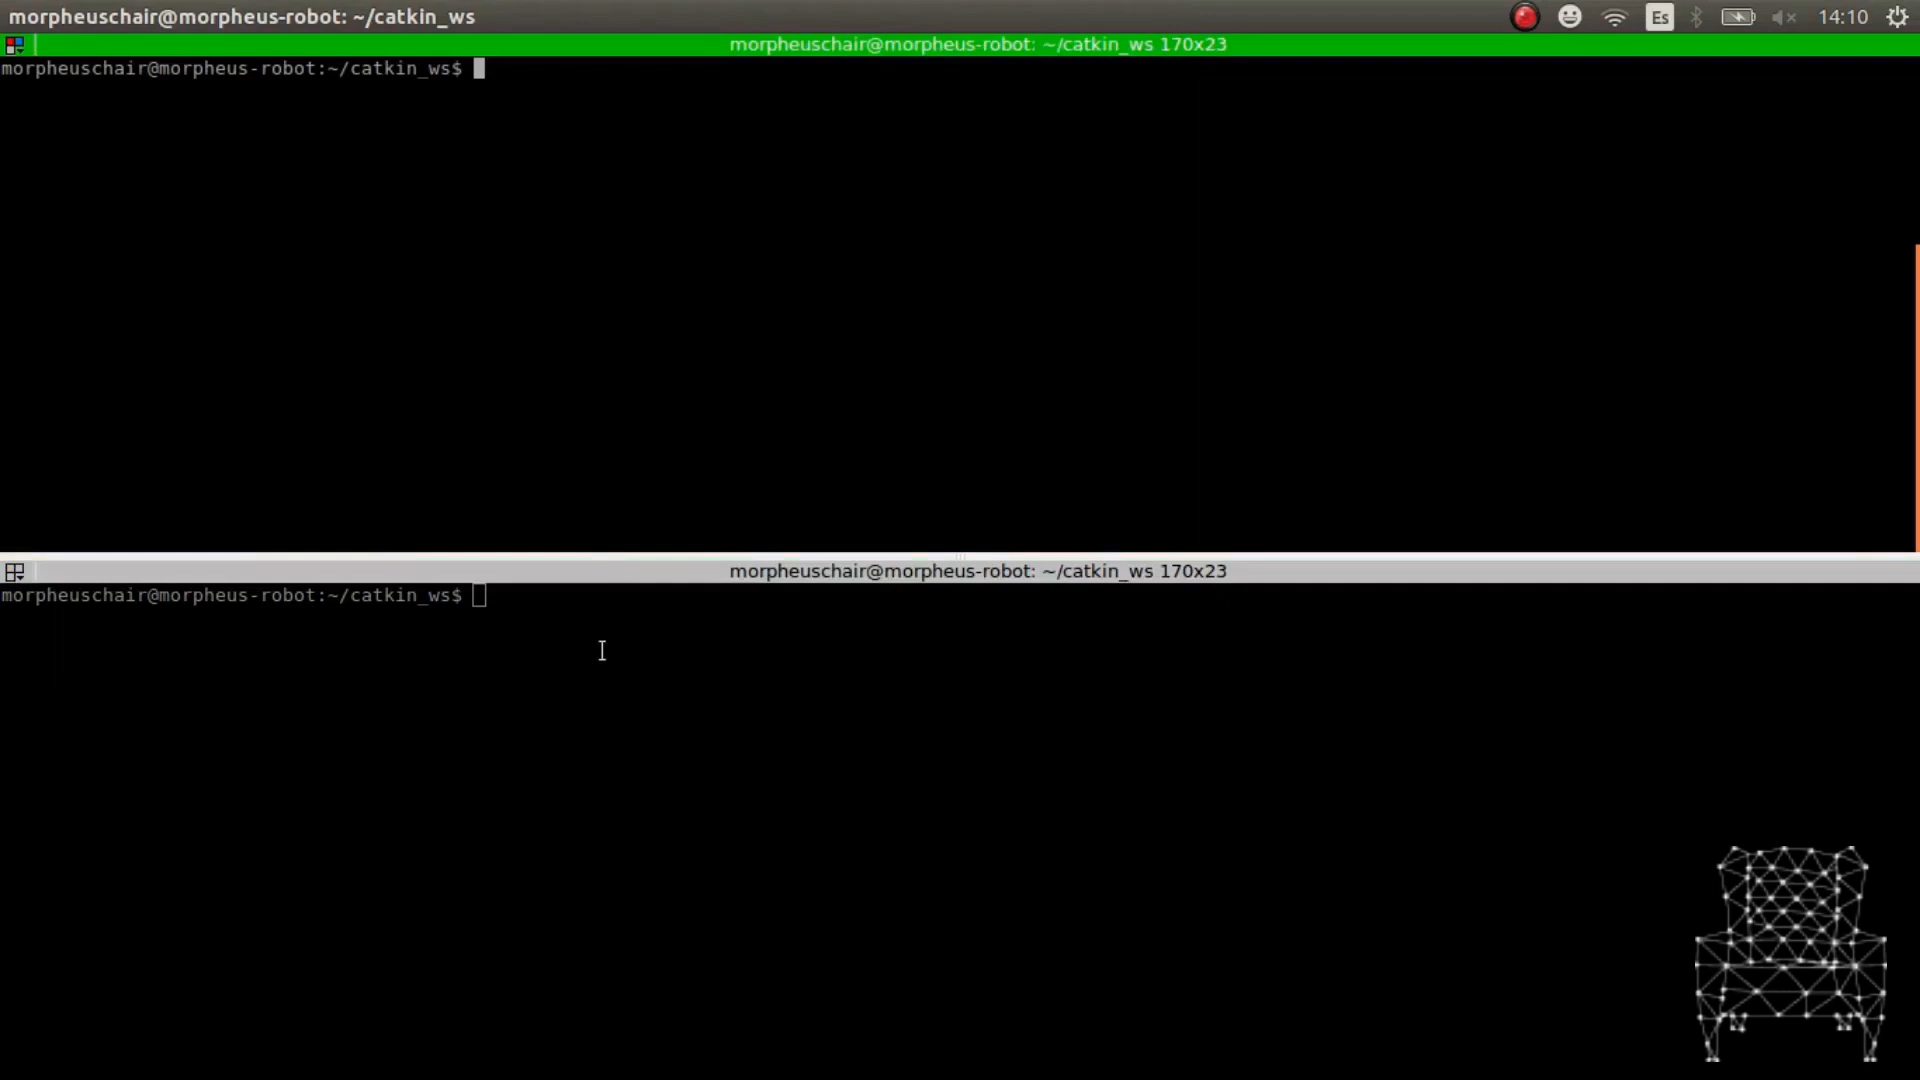 morpheuschair@morpheus-robot: ~/catkin_ws
Es
14:10
morpheuschair@morpheus-robot: ~/catkin_ws 170x23
morpheuschair@morpheus-robot:~/catkin_ws$
morpheuschair@morpheus-robot: ~/catkin_ws 170x23
morpheuschair@morpheus-robot:~/catkin_ws$